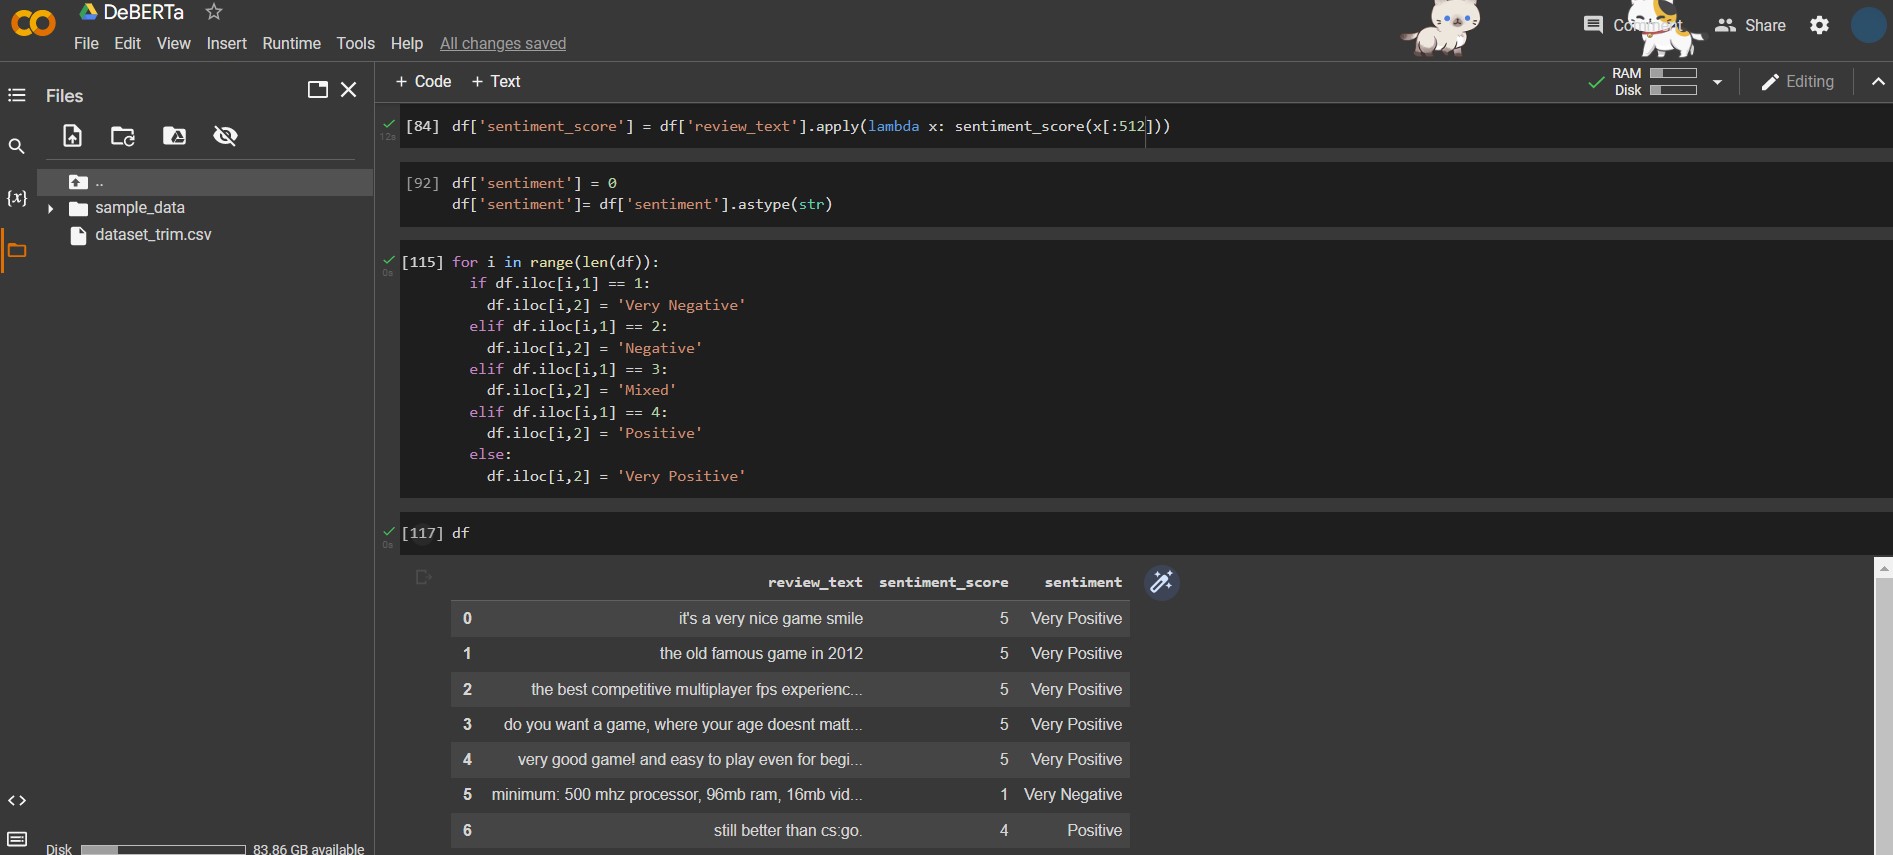 DeBERTa
File Edit View Insert Runtime Tools Help All changes saved
Comment Share
Files
+ Code + Text
RAM
Disk
Editing
..
sample_data
dataset_trim.csv
{x}
12s
[84] df['sentiment_score'] = df['review_text'].apply(lambda x: sentiment_score(x[:512]))
[92] df['sentiment'] = 0
df['sentiment']= df['sentiment'].astype(str)
0s
[115] for i in range(len(df)):
if df.iloc[i,1] == 1:
df.iloc[i,2] = 'Very Negative'
elif df.iloc[i,1] == 2:
df.iloc[i,2] = 'Negative'
elif df.iloc[i,1] == 3:
df.iloc[i,2] = 'Mixed'
elif df.iloc[i,1] == 4:
df.iloc[i,2] = 'Positive'
else:
df.iloc[i,2] = 'Very Positive'
0s
[117] df
review_text sentiment_score sentiment
0 it's a very nice game smile 5 Very Positive
1 the old famous game in 2012 5 Very Positive
2 the best competitive multiplayer fps experienc... 5 Very Positive
3 do you want a game, where your age doesnt matt... 5 Very Positive
4 very good game! and easy to play even for begi... 5 Very Positive
5 minimum: 500 mhz processor, 96mb ram, 16mb vid... 1 Very Negative
6 still better than cs:go. 4 Positive
Disk 83.86 GB available